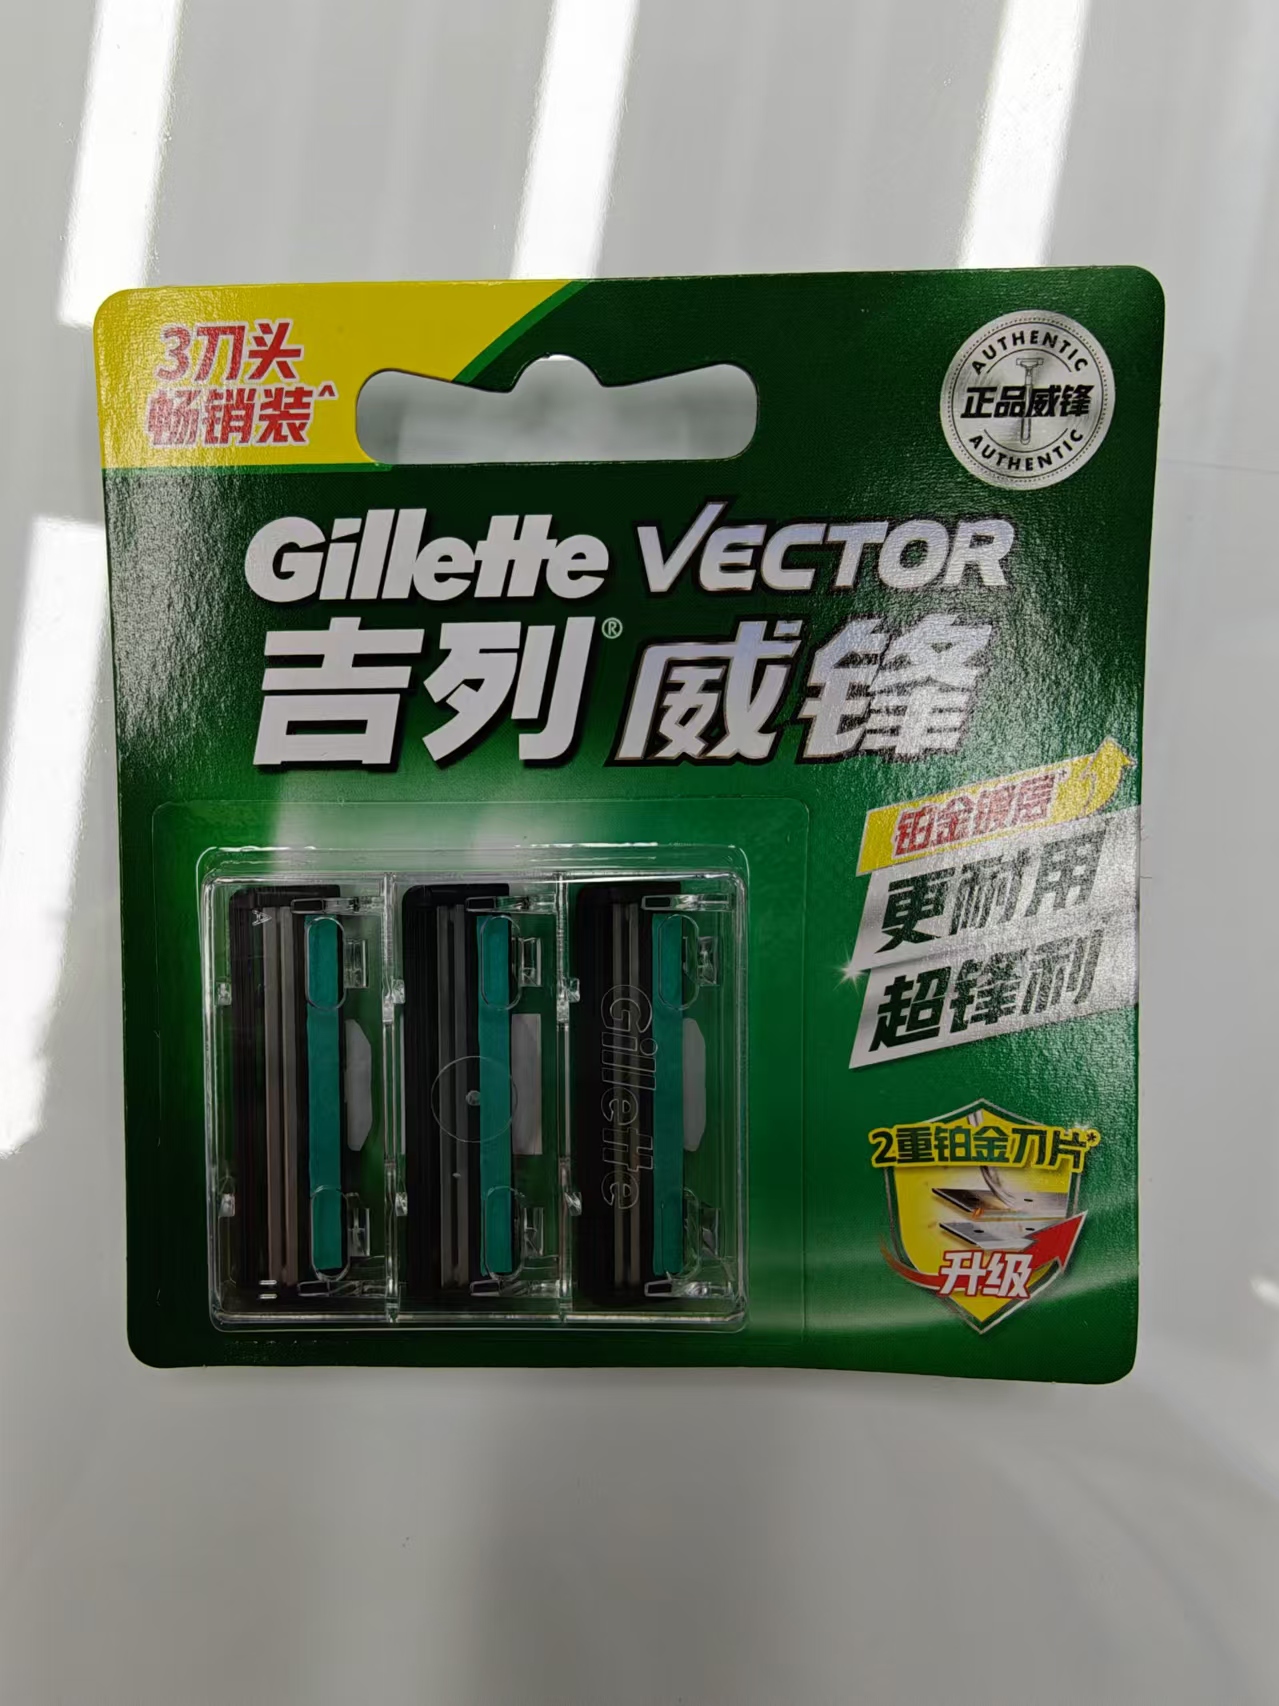 3刀头
畅销装^
AUTHENTIC
正品威锋
AUTHENTIC
Gillette VECTOR
吉列® 威锋
铂金镀层+
更耐用
超锋利
Gillette
2重铂金刀片*
升级